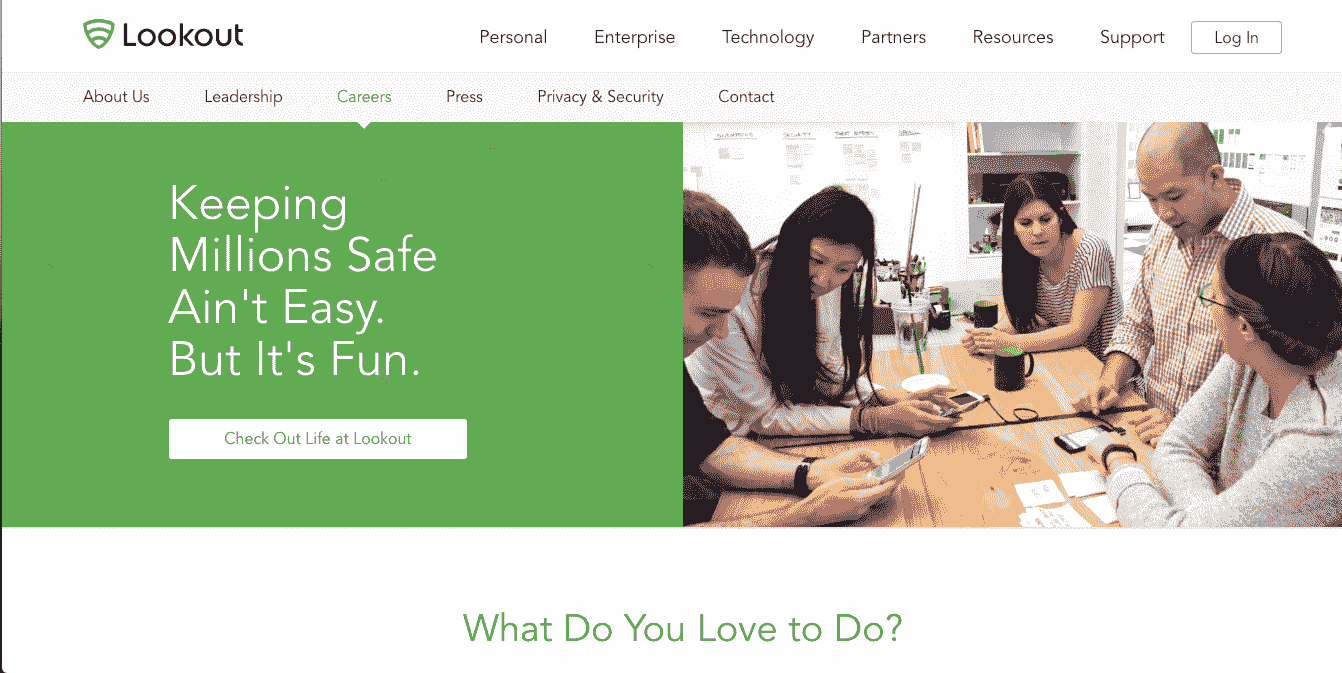 Lookout
Personal Enterprise Technology Partners Resources Support Log In
About Us Leadership Careers Press Privacy & Security Contact
Keeping
Millions Safe
Ain't Easy.
But It's Fun.
Check Out Life at Lookout
SECURITY
What Do You Love to Do?